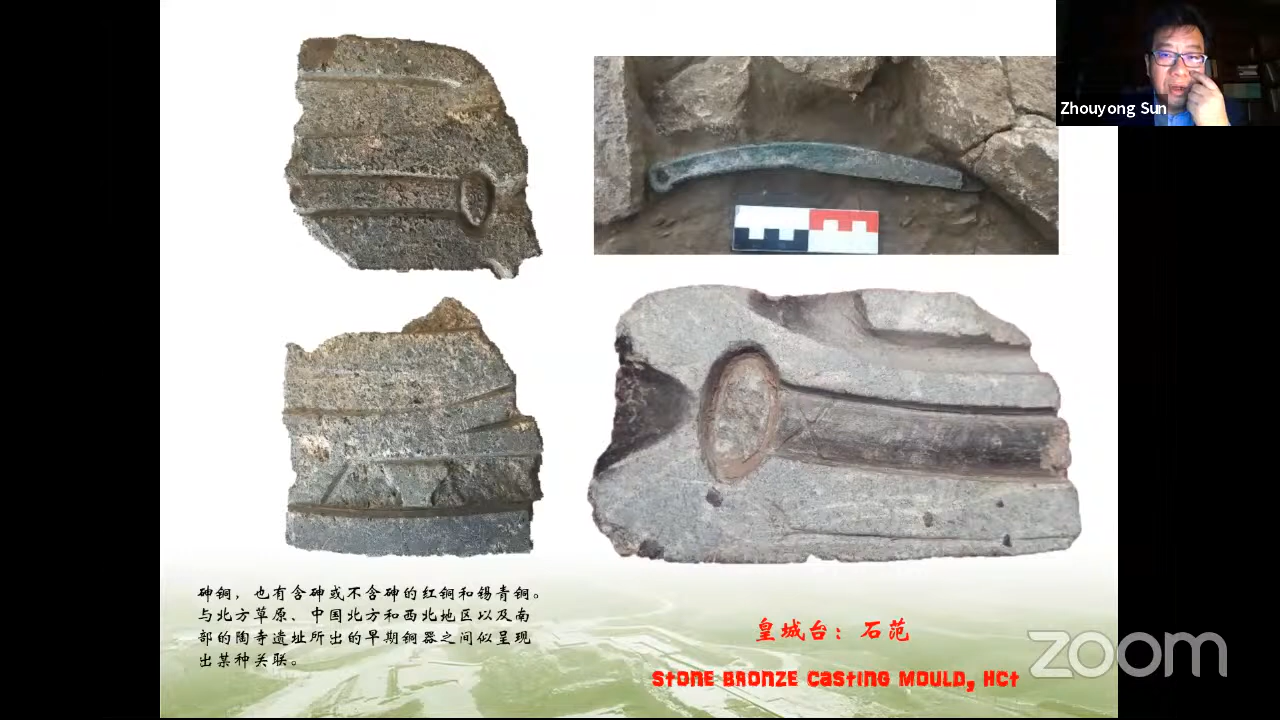 Zhouyong Sun
砷铜，也有含砷或不含砷的红铜和锡青铜。
与北方草原、中国北方和西北地区以及南
部的陶寺遗址所出的早期铜器之间似呈现
出某种关联。
皇城台：石范
STONE BRONZE CASTING MOULD, HCT
zoom